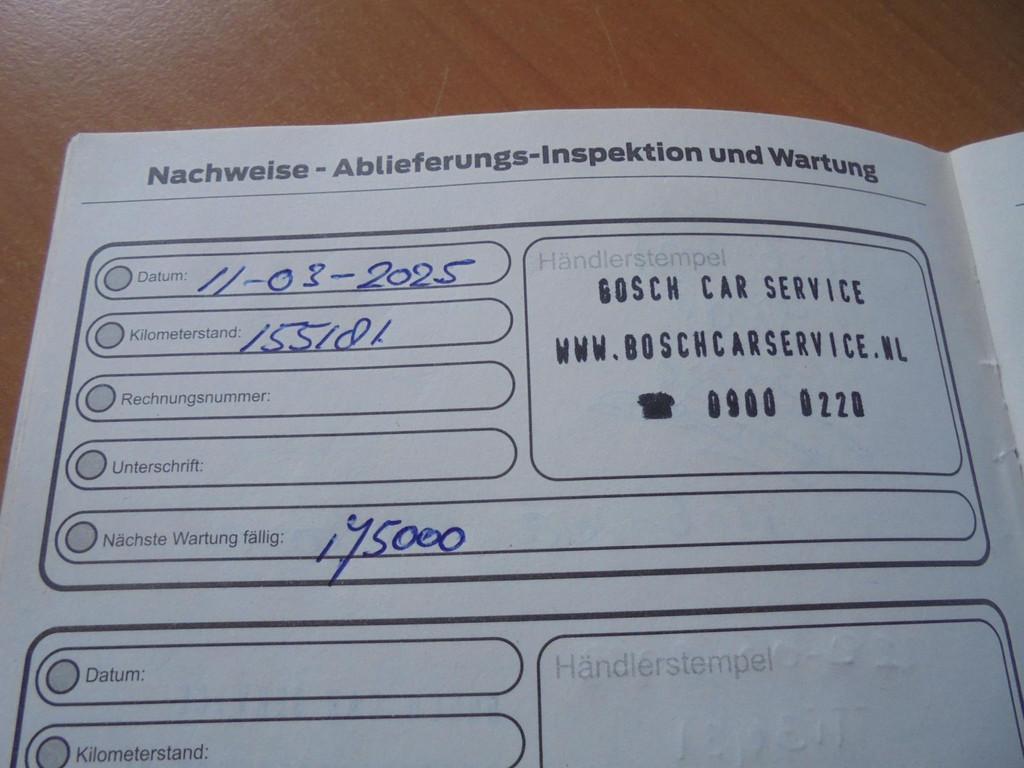 Nachweise - Ablieferungs-Inspektion und Wartung
Datum: 11-03-2025
Kilometerstand: 155181
Rechnungsnummer:
Unterschrift:
Nächste Wartung fällig: 175000
Händlerstempel
BOSCH CAR SERVICE
WWW.BOSCHCARSERVICE.NL
☎ 0900 0220
Datum:
Kilometerstand:
Händlerstempel